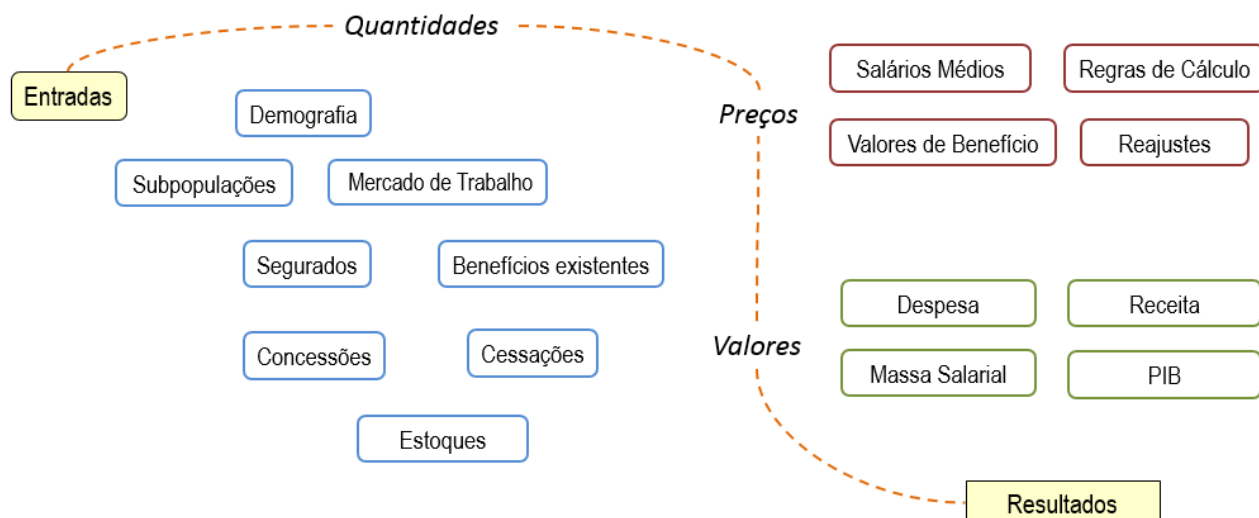 Quantidades
Entradas
Demografia
Subpopulações
Mercado de Trabalho
Segurados
Benefícios existentes
Concessões
Cessações
Estoques
Preços
Salários Médios
Regras de Cálculo
Valores de Benefício
Reajustes
Valores
Despesa
Receita
Massa Salarial
PIB
Resultados